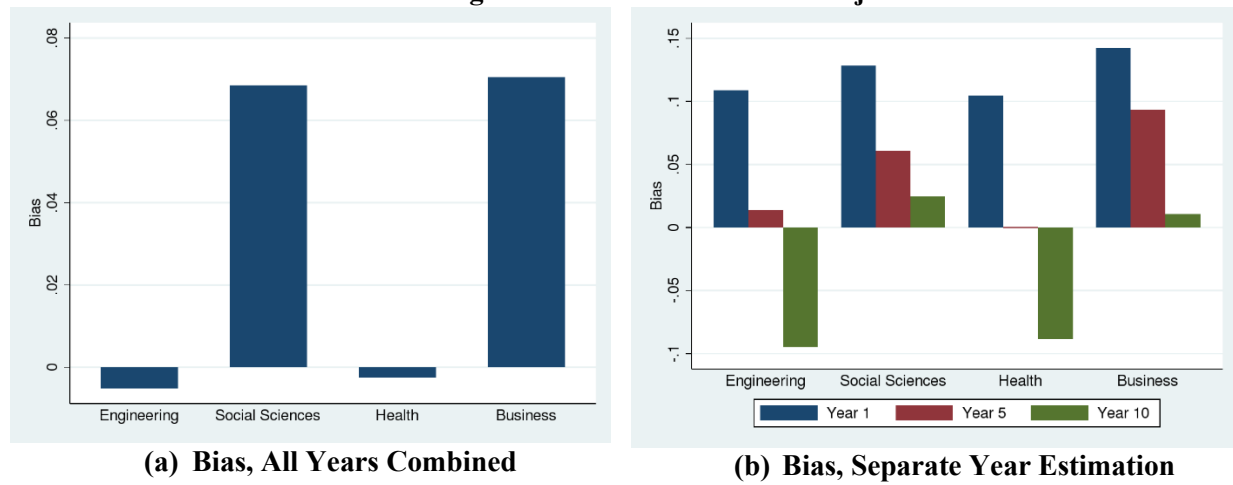 .08
.06
.04
.02
0
Bias
Engineering Social Sciences Health Business
(a) Bias, All Years Combined
.15
.1
.05
0
-.05
-.1
Bias
Engineering Social Sciences Health Business
Year 1 Year 5 Year 10
(b) Bias, Separate Year Estimation